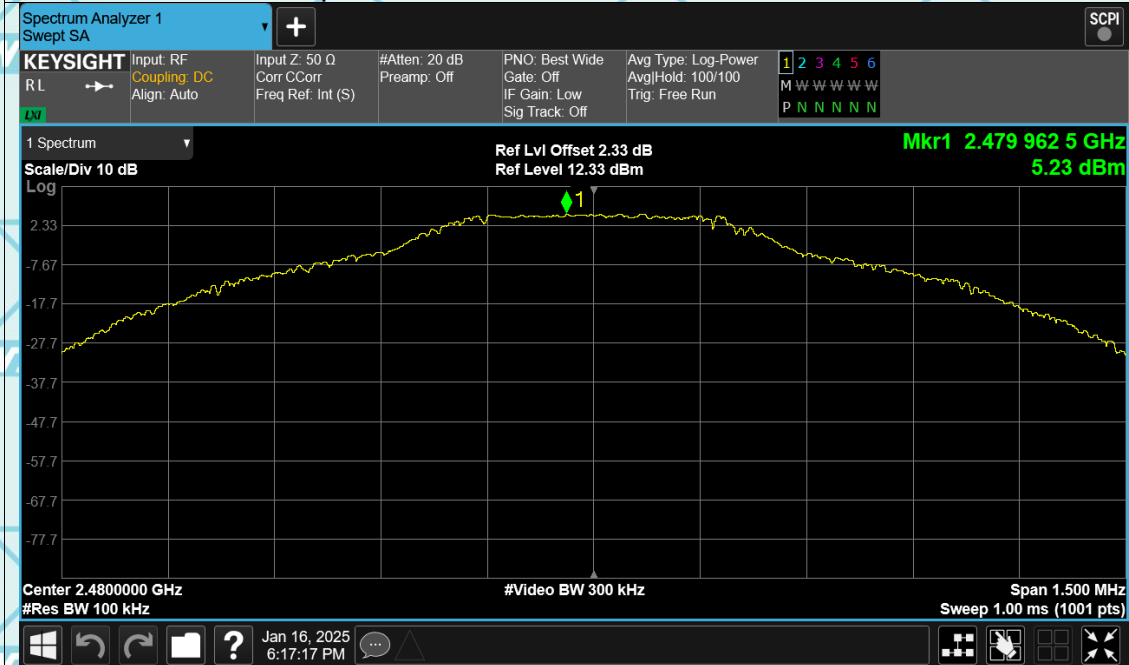 Spectrum Analyzer 1
Swept SA
+
SCPI
KEYSIGHT
R L
LXI
Input: RF
Coupling: DC
Align: Auto
Input Z: 50 Ω
Corr CCorr
Freq Ref: Int (S)
#Atten: 20 dB
Preamp: Off
PNO: Best Wide
Gate: Off
IF Gain: Low
Sig Track: Off
Avg Type: Log-Power
Avg|Hold: 100/100
Trig: Free Run
1 2 3 4 5 6
M W W W W W
P N N N N N
1 Spectrum
Scale/Div 10 dB
Log
Ref Lvl Offset 2.33 dB
Ref Level 12.33 dBm
Mkr1 2.479 962 5 GHz
5.23 dBm
1
2.33
-7.67
-17.7
-27.7
-37.7
-47.7
-57.7
-67.7
-77.7
Center 2.4800000 GHz
#Res BW 100 kHz
#Video BW 300 kHz
Span 1.500 MHz
Sweep 1.00 ms (1001 pts)
?
Jan 16, 2025
6:17:17 PM